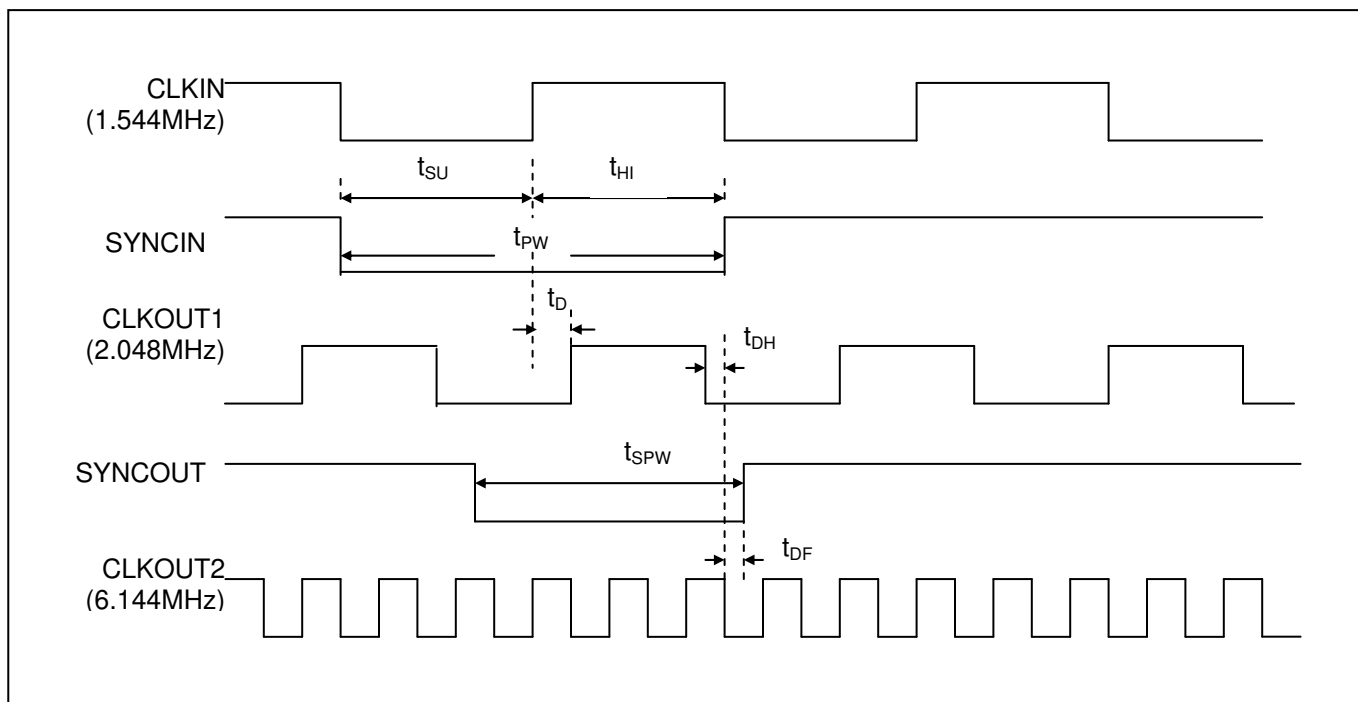 CLKIN
(1.544MHz)
tSU
tHI
SYNCIN
tPW
tD
CLKOUT1
(2.048MHz)
tDH
SYNCOUT
tSPW
tDF
CLKOUT2
(6.144MHz)